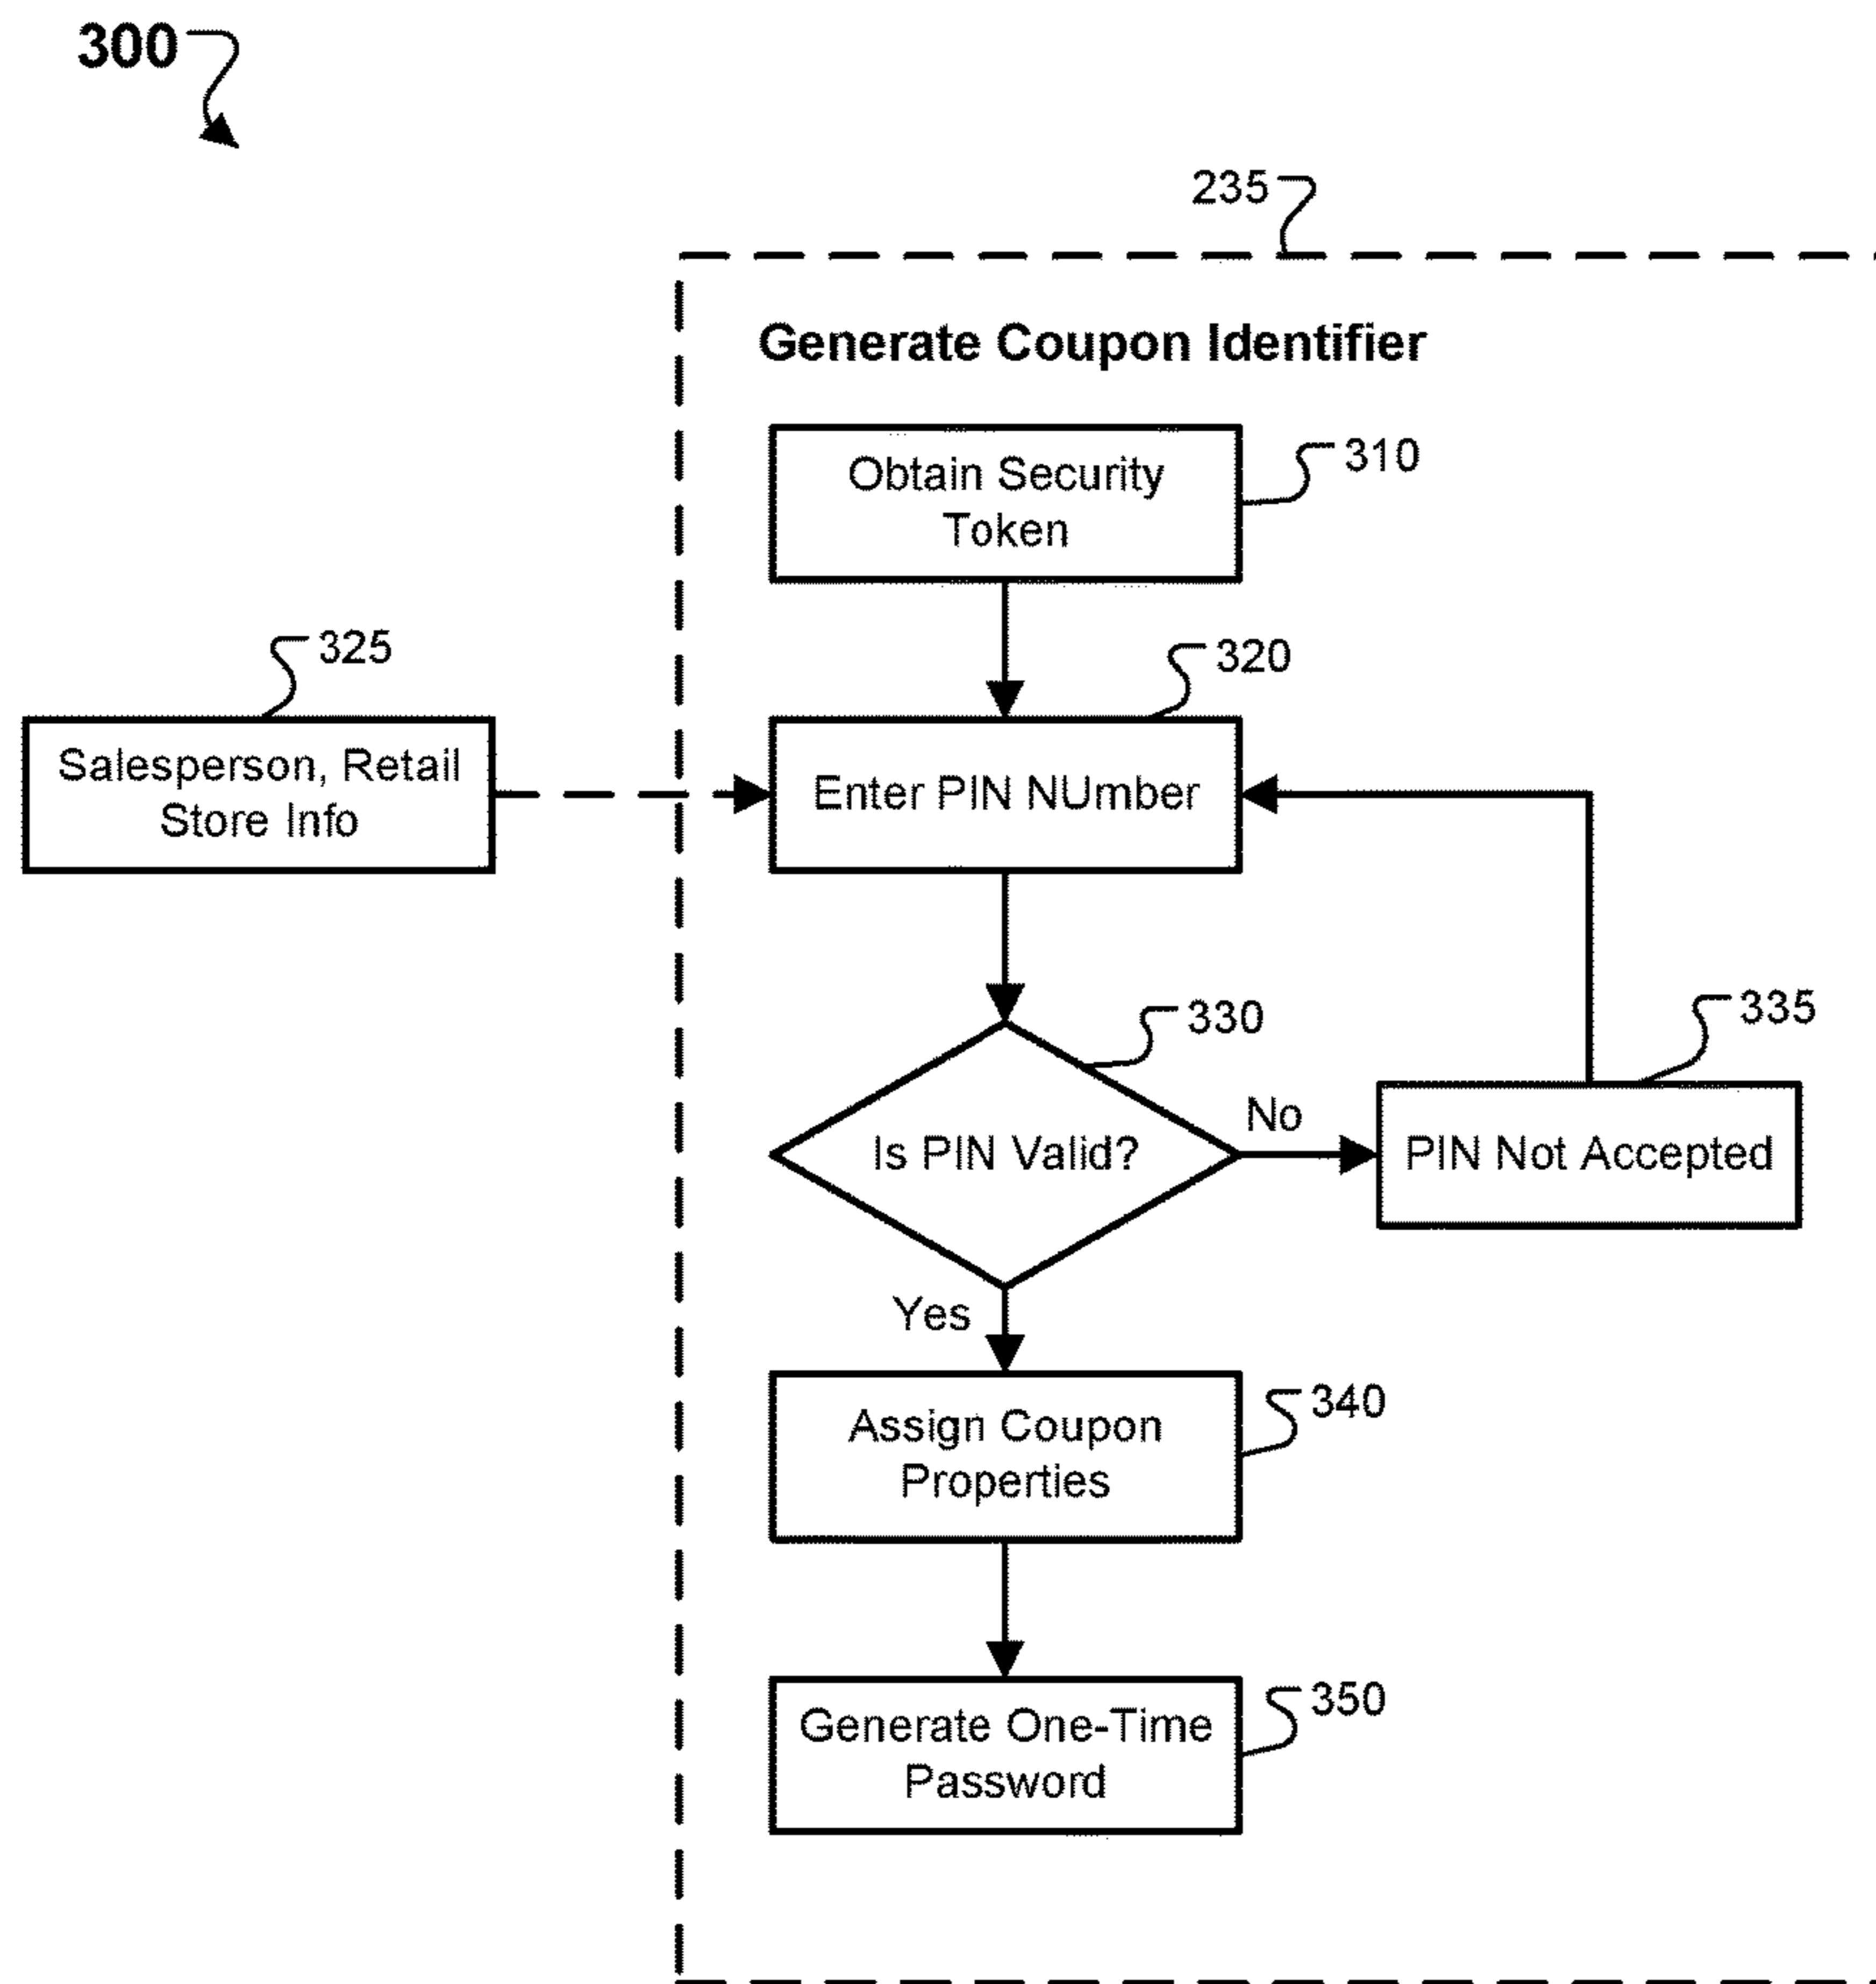 300
235
Generate Coupon Identifier
Obtain Security
Token
310
325
320
Salesperson, Retail
Store Info
Enter PIN NUmber
330
335
Is PIN Valid?
No
PIN Not Accepted
Yes
Assign Coupon
Properties
340
Generate One-Time
Password
350